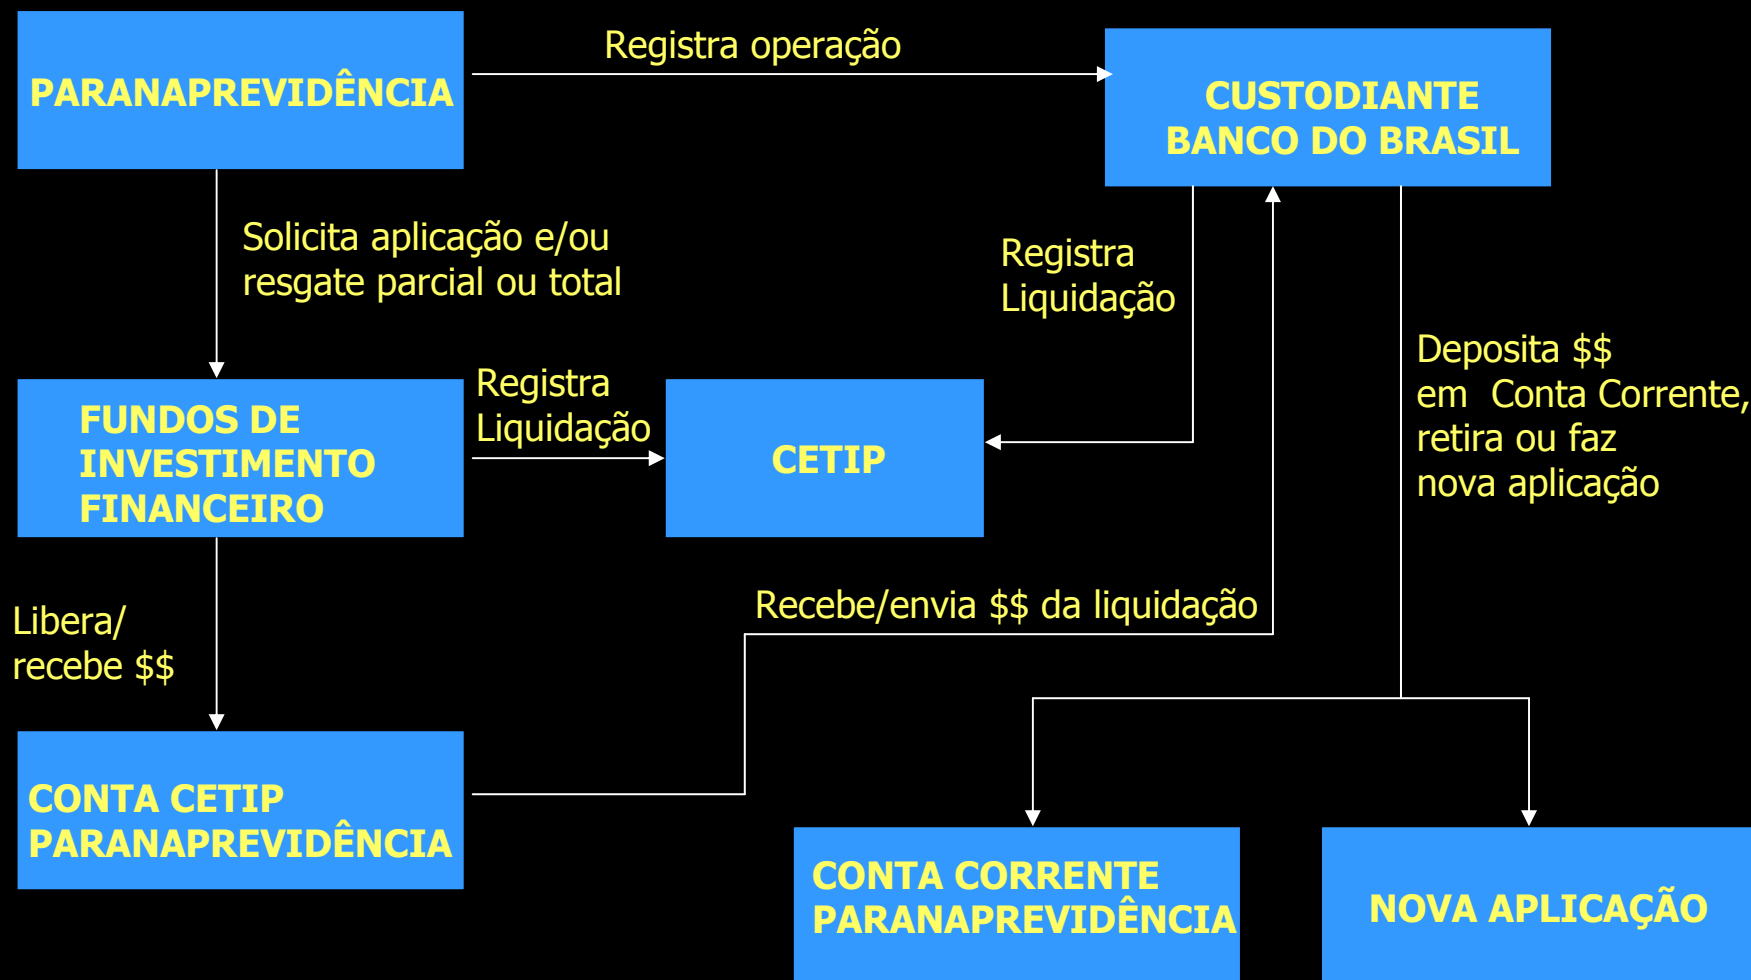 PARANAPREVIDÊNCIA
Registra operação
CUSTODIANTE
BANCO DO BRASIL
Solicita aplicação e/ou
resgate parcial ou total
Registra
Liquidação
Deposita $$
em  Conta Corrente,
retira ou faz
nova aplicação
FUNDOS DE
INVESTIMENTO
FINANCEIRO
Registra
Liquidação
CETIP
Libera/
recebe $$
Recebe/envia $$ da liquidação
CONTA CETIP
PARANAPREVIDÊNCIA
CONTA CORRENTE
PARANAPREVIDÊNCIA
NOVA APLICAÇÃO